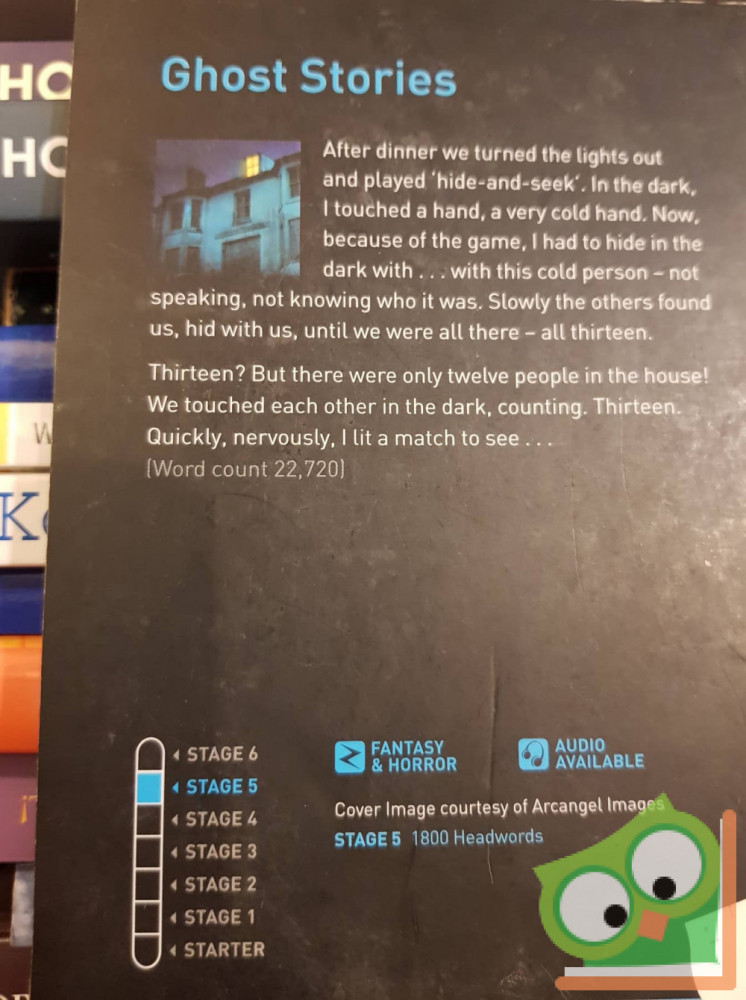 HO
HO
W
Ke
Ghost Stories
After dinner we turned the lights out
and played ‘hide-and-seek’. In the dark,
I touched a hand, a very cold hand. Now,
because of the game, I had to hide in the
dark with . . . with this cold person – not
speaking, not knowing who it was. Slowly the others found
us, hid with us, until we were all there – all thirteen.
Thirteen? But there were only twelve people in the house!
We touched each other in the dark, counting. Thirteen.
Quickly, nervously, I lit a match to see . . .
(Word count 22,720)
STAGE 6
STAGE 5
STAGE 4
STAGE 3
STAGE 2
STAGE 1
STARTER
FANTASY
& HORROR
AUDIO
AVAILABLE
Cover Image courtesy of Arcangel Images
STAGE 5 1800 Headwords